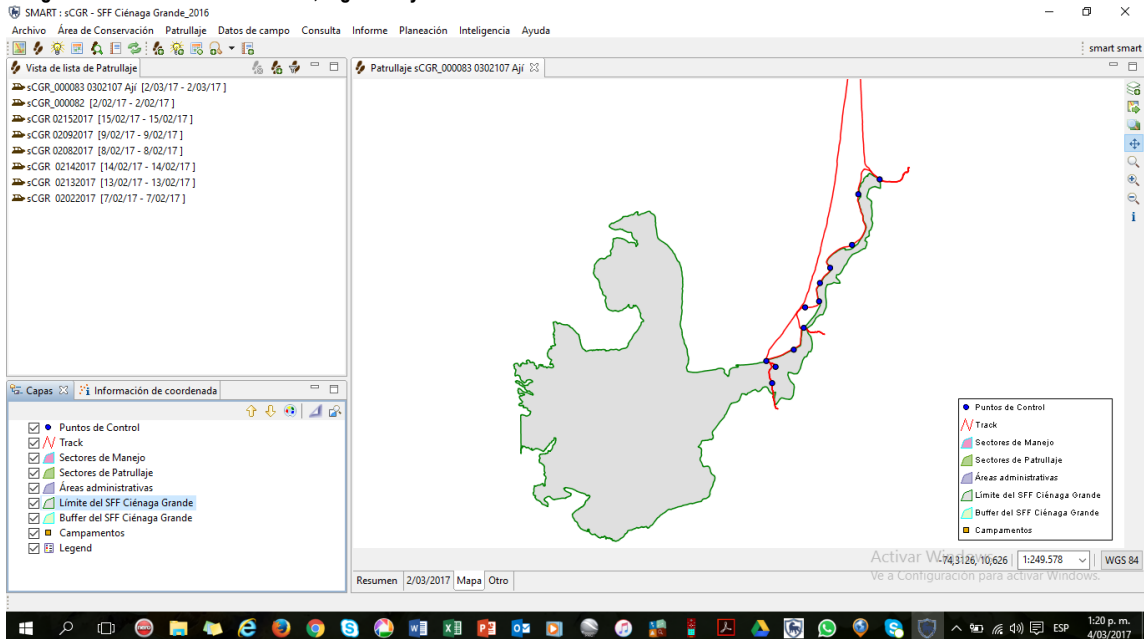 SMART : sCGR - SFF Ciénaga Grande_2016
Archivo Área de Conservación Patrullaje Datos de campo Consulta Informe Planeación Inteligencia Ayuda
smart smart
Vista de lista de Patrullaje
sCGR_000083 0302107 Ají [2/03/17 - 2/03/17 ]
sCGR_000082 [2/02/17 - 2/02/17 ]
sCGR 02152017 [15/02/17 - 15/02/17 ]
sCGR 02092017 [9/02/17 - 9/02/17 ]
sCGR 02082017 [8/02/17 - 8/02/17 ]
sCGR 02142017 [14/02/17 - 14/02/17 ]
sCGR 02132017 [13/02/17 - 13/02/17 ]
sCGR 02022017 [7/02/17 - 7/02/17 ]
Patrullaje sCGR_000083 0302107 Ají
Capas Información de coordenada
Puntos de Control
Track
Sectores de Manejo
Sectores de Patrullaje
Áreas administrativas
Límite del SFF Ciénaga Grande
Buffer del SFF Ciénaga Grande
Campamentos
Legend
Puntos de Control
Track
Sectores de Manejo
Sectores de Patrullaje
Áreas administrativas
Límite del SFF Ciénaga Grande
Buffer del SFF Ciénaga Grande
Campamentos
Activar Windows
-74,3126, 10,626 1:249.578 WGS 84
Ve a Configuración para activar Windows.
Resumen 2/03/2017 Mapa Otro
ESP
1:20 p. m.
4/03/2017